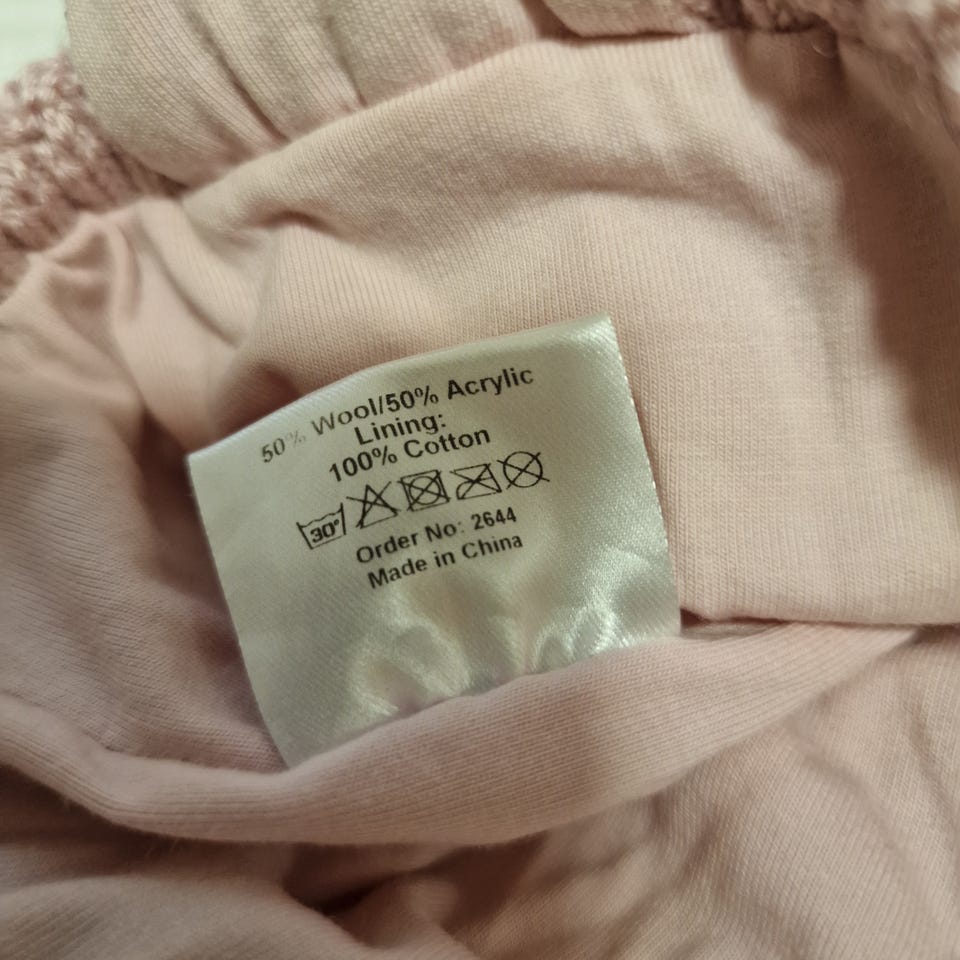 50% Wool/50% Acrylic
Lining:
100% Cotton
30°
Order No: 2644
Made in China